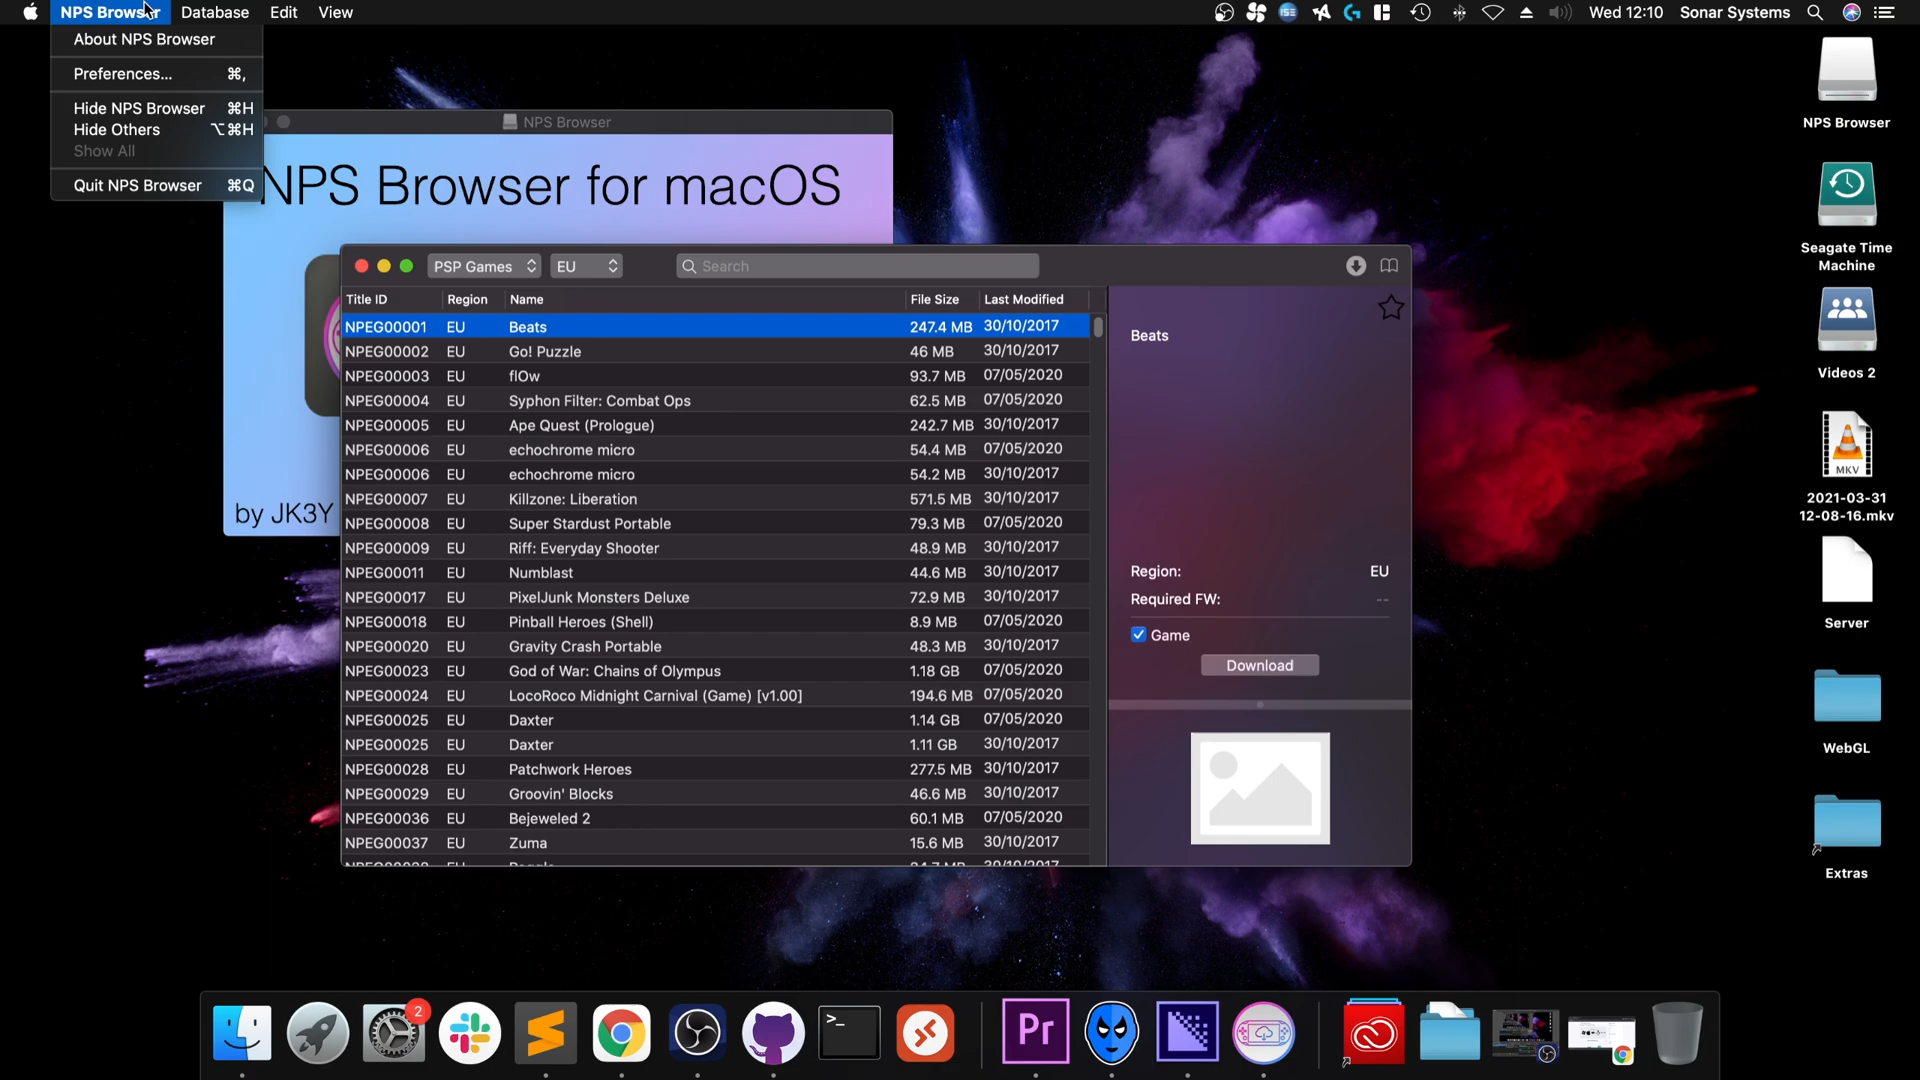 NPS Browser Database Edit View
ISE Wed 12:10 Sonar Systems
About NPS Browser
Preferences... ⌘,
Hide NPS Browser ⌘H
Hide Others ⌥⌘H
Show All
Quit NPS Browser ⌘Q
NPS Browser
NPS Browser for macOS
by JK3Y
PSP Games EU Search
Title ID Region Name File Size Last Modified
NPEG00001 EU Beats 247.4 MB 30/10/2017
NPEG00002 EU Go! Puzzle 46 MB 30/10/2017
NPEG00003 EU flOw 93.7 MB 07/05/2020
NPEG00004 EU Syphon Filter: Combat Ops 62.5 MB 07/05/2020
NPEG00005 EU Ape Quest (Prologue) 242.7 MB 30/10/2017
NPEG00006 EU echochrome micro 54.4 MB 07/05/2020
NPEG00006 EU echochrome micro 54.2 MB 30/10/2017
NPEG00007 EU Killzone: Liberation 571.5 MB 30/10/2017
NPEG00008 EU Super Stardust Portable 79.3 MB 07/05/2020
NPEG00009 EU Riff: Everyday Shooter 48.9 MB 30/10/2017
NPEG00011 EU Numblast 44.6 MB 30/10/2017
NPEG00017 EU PixelJunk Monsters Deluxe 72.9 MB 30/10/2017
NPEG00018 EU Pinball Heroes (Shell) 8.9 MB 07/05/2020
NPEG00020 EU Gravity Crash Portable 48.3 MB 30/10/2017
NPEG00023 EU God of War: Chains of Olympus 1.18 GB 07/05/2020
NPEG00024 EU LocoRoco Midnight Carnival (Game) [v1.00] 194.6 MB 07/05/2020
NPEG00025 EU Daxter 1.14 GB 07/05/2020
NPEG00025 EU Daxter 1.11 GB 30/10/2017
NPEG00028 EU Patchwork Heroes 277.5 MB 30/10/2017
NPEG00029 EU Groovin' Blocks 46.6 MB 30/10/2017
NPEG00036 EU Bejeweled 2 60.1 MB 07/05/2020
NPEG00037 EU Zuma 15.6 MB 30/10/2017
Beats
Region: EU
Required FW: --
Game
Download
NPS Browser
Seagate Time
Machine
Videos 2
MKV
2021-03-31
12-08-16.mkv
Server
WebGL
Extras
2
>_
Pr